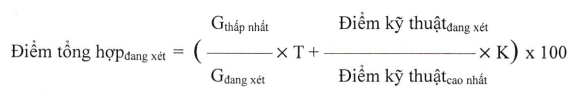 Điểm tổng hợpđang xét = ( Gthấp nhất / Gđang xét × T + Điểm kỹ thuậtđang xét / Điểm kỹ thuậtcao nhất × K) x 100